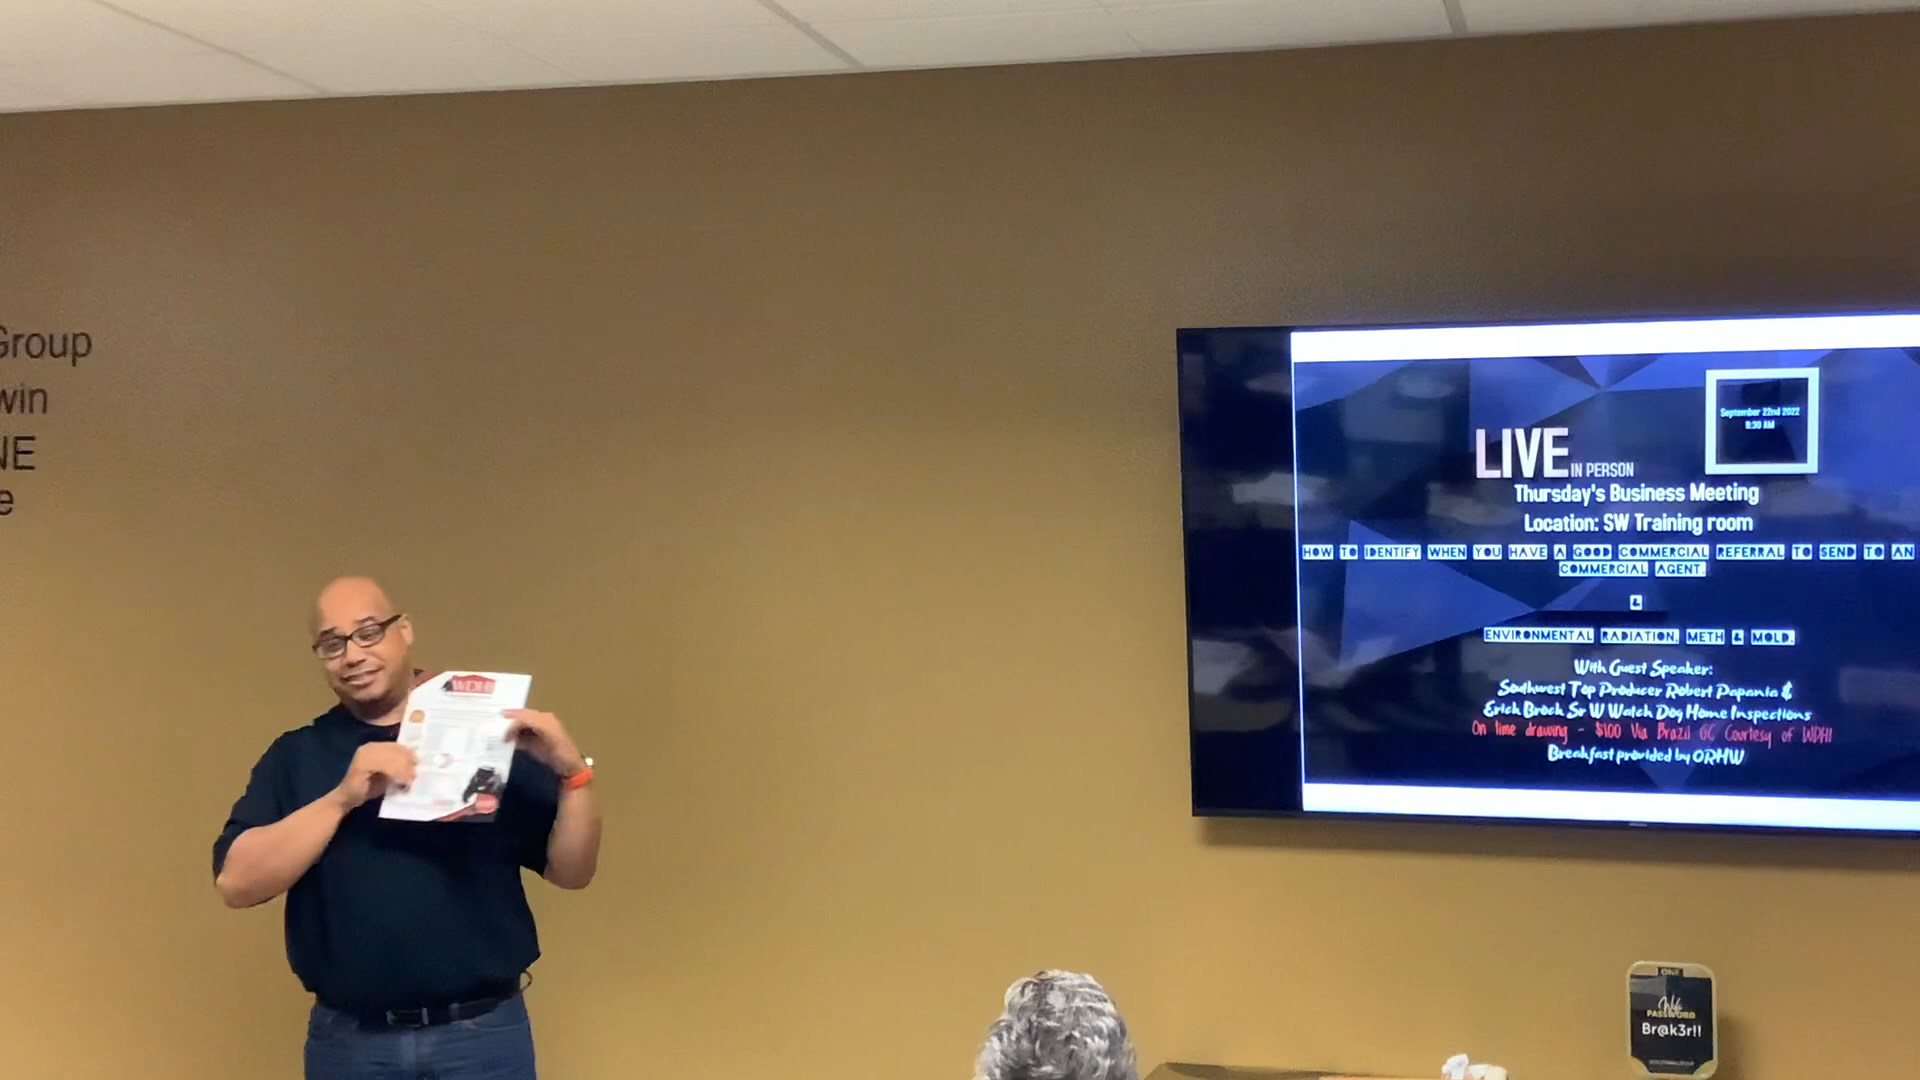 Group
win
NE
e
WDHI
September 22nd 2022
9:30 AM
LIVE IN PERSON
Thursday's Business Meeting
Location: SW Training room
HOW TO IDENTIFY WHEN YOU HAVE A GOOD COMMERCIAL REFERRAL TO SEND TO AN
COMMERCIAL AGENT.
&
ENVIRONMENTAL RADIATION, METH & MOLD.
With Guest Speaker:
Southwest Top Producer Robert Papania &
Erich Brock Sr W Watch Dog Home Inspections
On time drawing - $100 Via Brazil GC Courtesy of WDHI
Breakfast provided by ORHW
Wifi
PASSWORD
Br@k3r!!